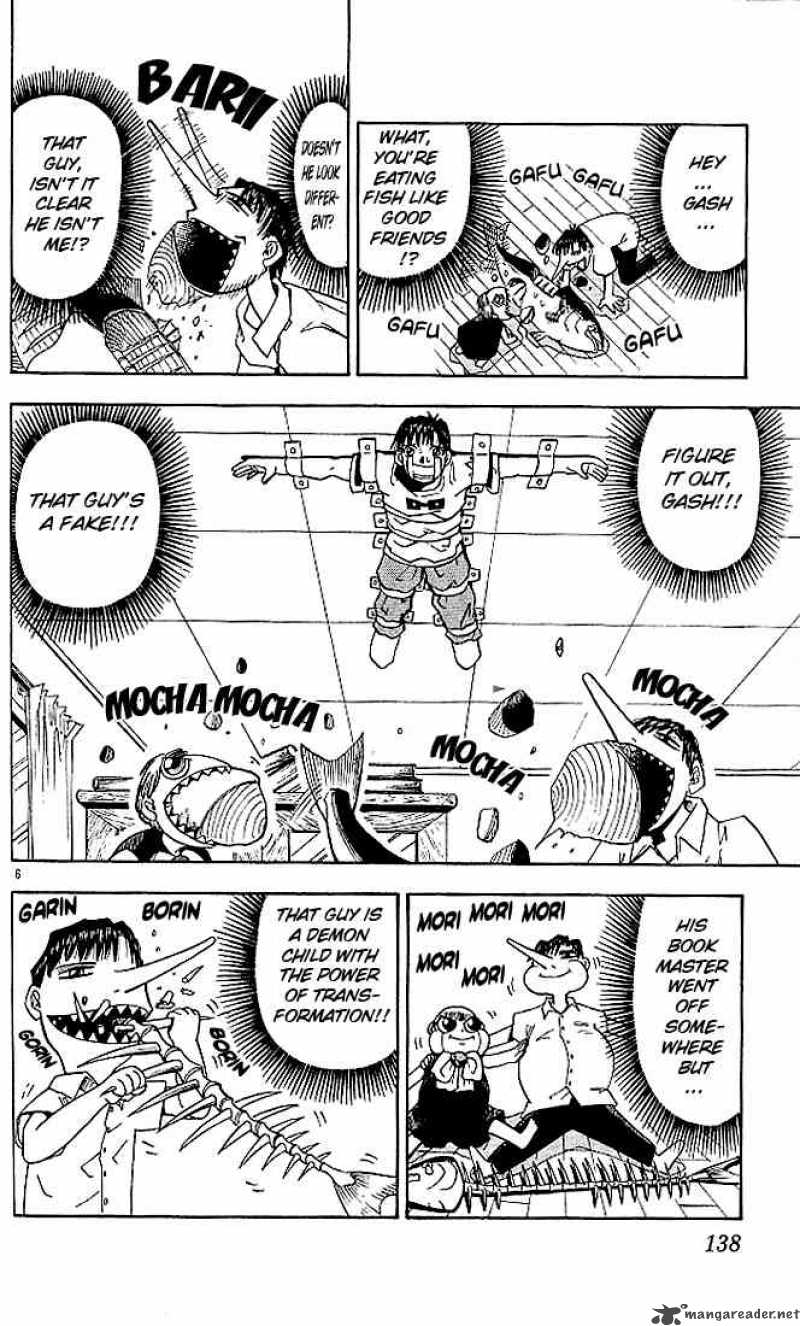 HEY
...
GASH
...
WHAT,
YOU'RE
EATING
FISH LIKE
GOOD
FRIENDS
!?
GAFU GAFU
GAFU
GAFU
DOESN'T
HE LOOK
DIFFER-
ENT?
BARII
THAT
GUY,
ISN'T IT
CLEAR
HE ISN'T
ME!?
FIGURE
IT OUT,
GASH!!!
THAT GUY'S
A FAKE!!!
MOCHA
MOCHA
MOCHA MOCHA
6
HIS
BOOK
MASTER
WENT
OFF
SOME-
WHERE
BUT
...
MORI MORI MORI
MORI
MORI
THAT GUY IS
A DEMON
CHILD WITH
THE POWER
OF TRANS-
FORMATION!!
GARIN
BORIN
GORIN
BORIN
138
mangareader.net